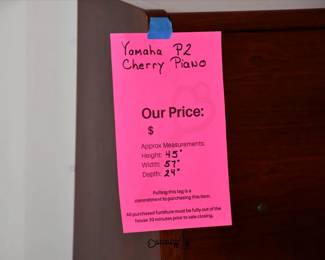 Yamaha P2
Cherry Piano
Our Price:
$
Approx Measurements:
Height: 45"
Width: 57"
Depth: 24"
Pulling this tag is a
commitment to purchasing this item.
All purchased furniture must be fully out of the
house 30 minutes prior to sale closing.